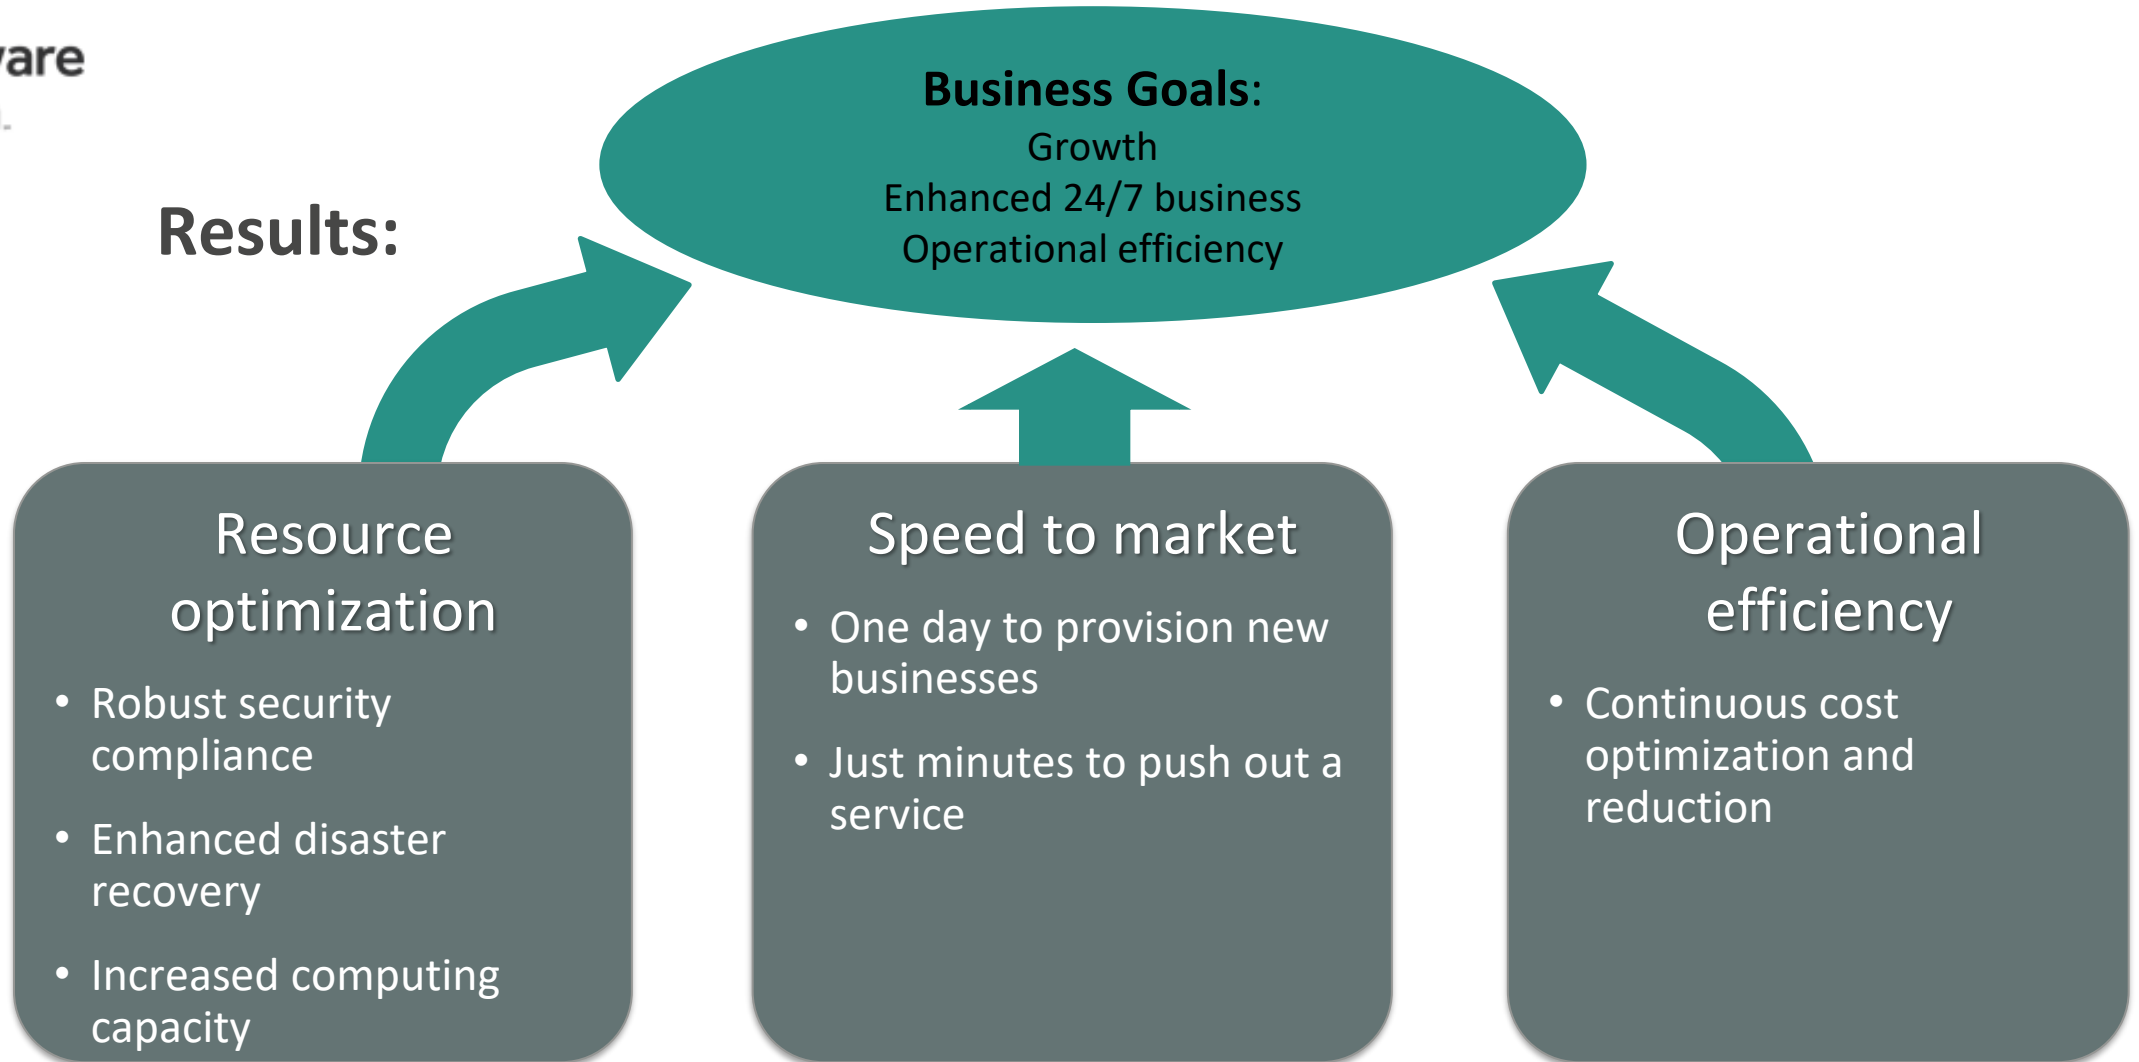 Business Goals:
Growth
Enhanced 24/7 business
Operational efficiency
Results:
Resource
optimization
• Robust security
compliance
• Enhanced disaster
recovery
• Increased computing
capacity
Speed to market
• One day to provision new
businesses
• Just minutes to push out a
service
Operational
efficiency
• Continuous cost
optimization and
reduction